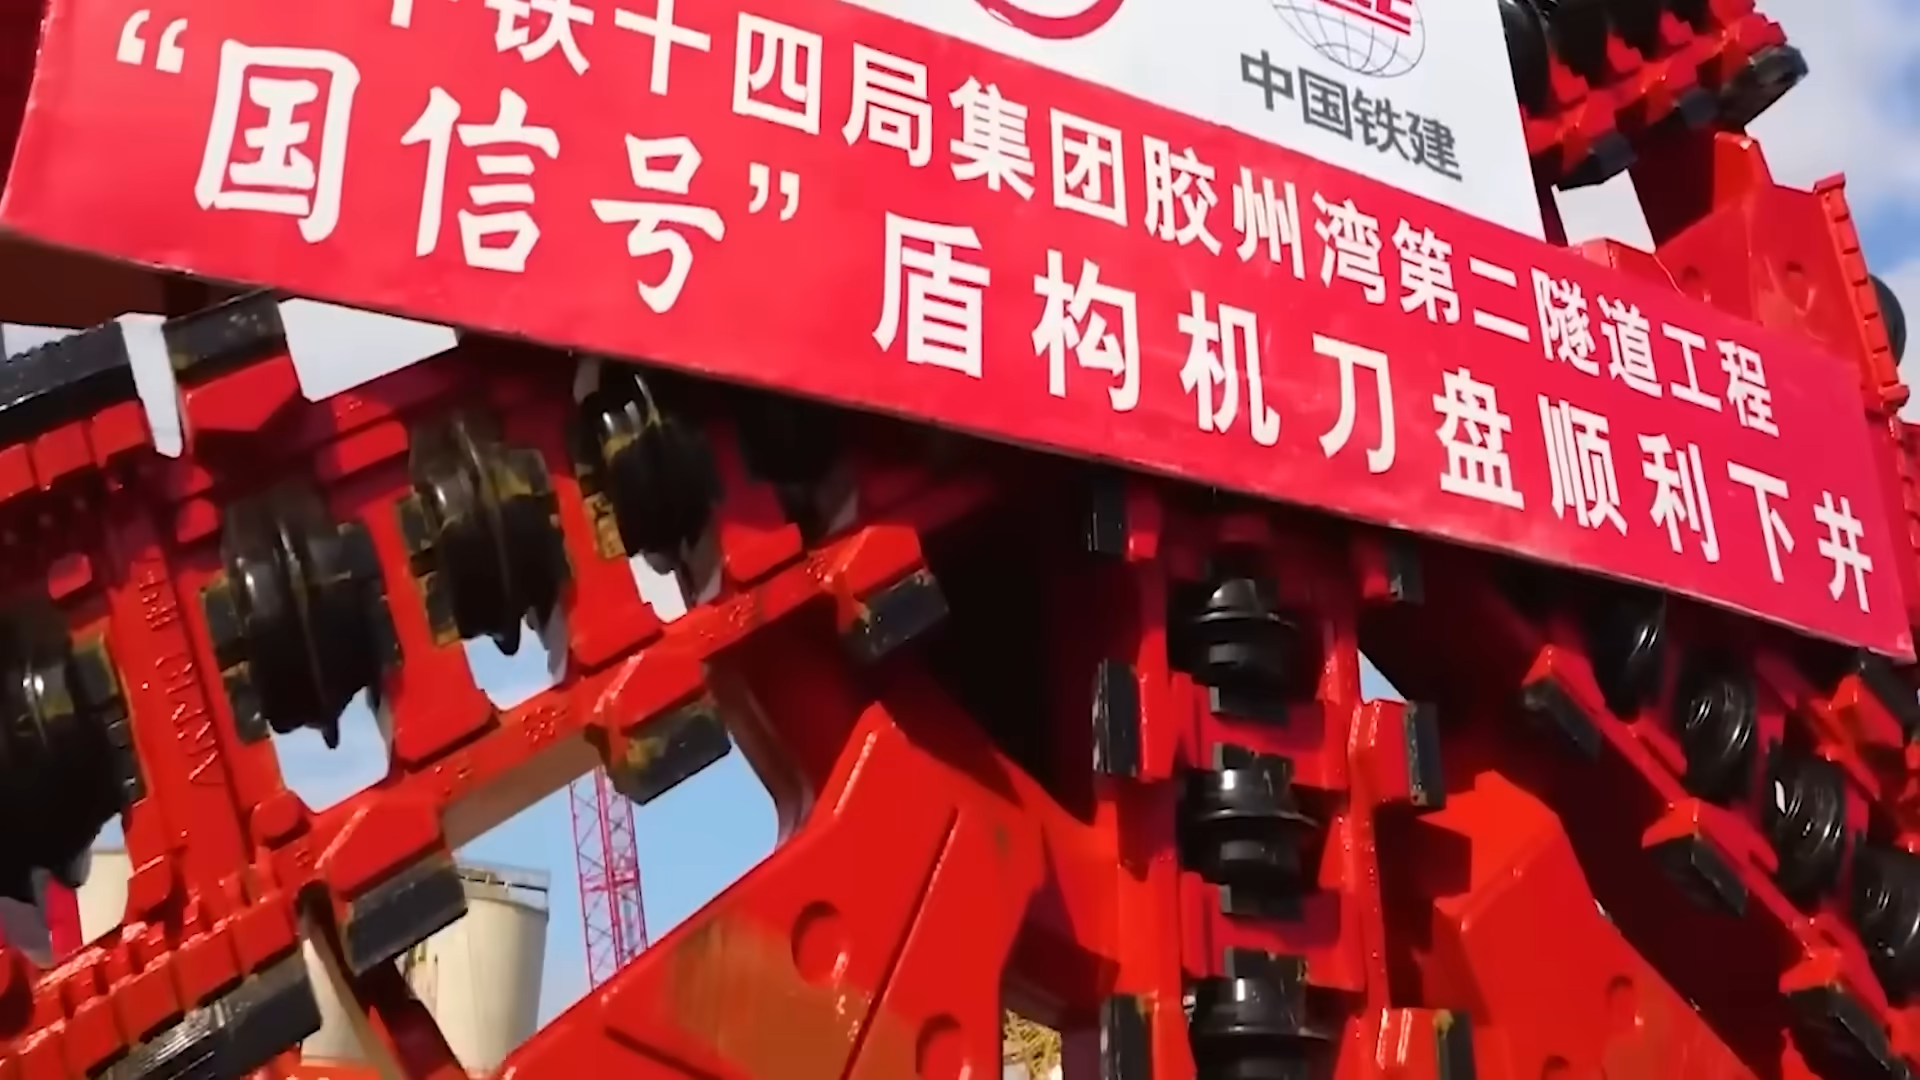 中国铁建
中铁十四局集团胶州湾第二隧道工程
“国信号”盾构机刀盘顺利下井